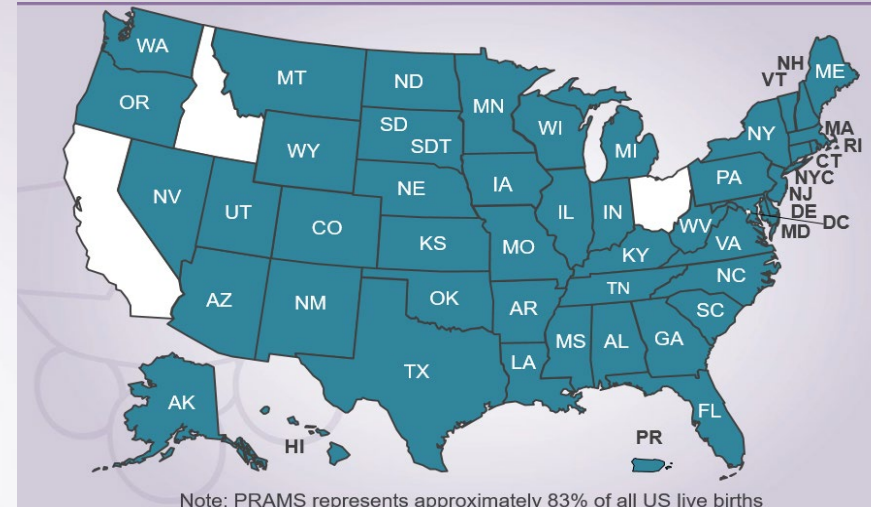 WA
MT
ND
MN
OR
SD
SDT
WY
WI
MI
NH
VT
ME
NY
MA
RI
CT
NYC
NJ
DE
DC
MD
PA
NV
UT
CO
NE
IA
IL
IN
WV
VA
KS
MO
KY
NC
AZ
NM
OK
AR
TN
SC
TX
LA
MS
AL
GA
FL
AK
HI
PR
Note: PRAMS represents approximately 83% of all US live births